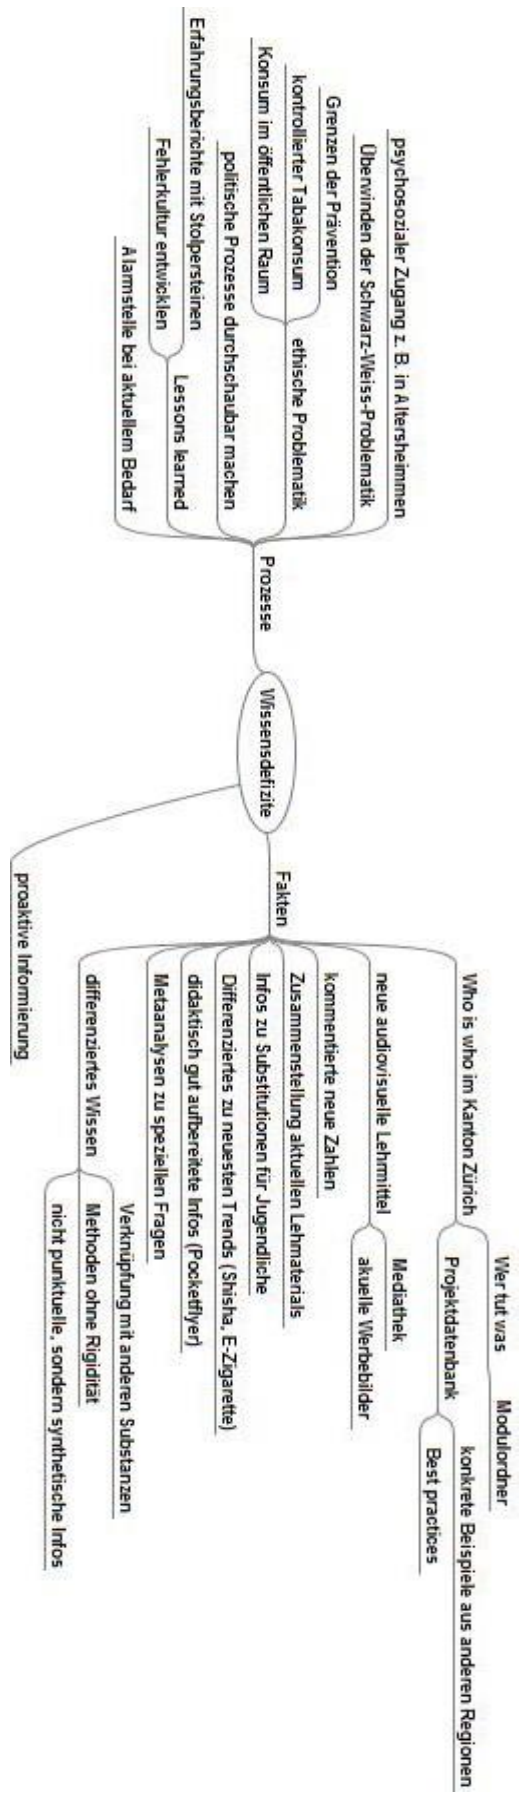 psychosozialer Zugang z. B. in Altersheimmen
Überwinden der Schwarz-Weiss-Problematik
Grenzen der Prävention
kontrollierter Tabakonsum
Konsum im öffentlichen Raum
ethische Problematik
politische Prozesse durchschaubar machen
Erfahrungsberichte mit Stolpersteinen
Fehlerkultur entwicklen
Lessons learned
Alarmstelle bei aktuellem Bedarf
Prozesse
Wissensdefizite
Fakten
Who is who im Kanton Zürich
Wer tut was
Modulordner
Projektdatenbank
konkrete Beispiele aus anderen Regionen
Best practices
neue audiovisuelle Lehrmittel
Mediathek
akuelle Werbebilder
kommentierte neue Zahlen
Zusammenstellung aktuellen Lehmaterials
Infos zu Substitutionen für Jugendliche
Differenziertes zu neuesten Trends (Shisha, E-Zigarette)
didaktisch gut aufbereitete Infos (Pocketflyer)
Metaanalysen zu speziellen Fragen
differenziertes Wissen
Verknüpfung mit anderen Substanzen
Methoden ohne Rigidität
nicht punktuelle, sondern synthetische Infos
proaktive Informierung